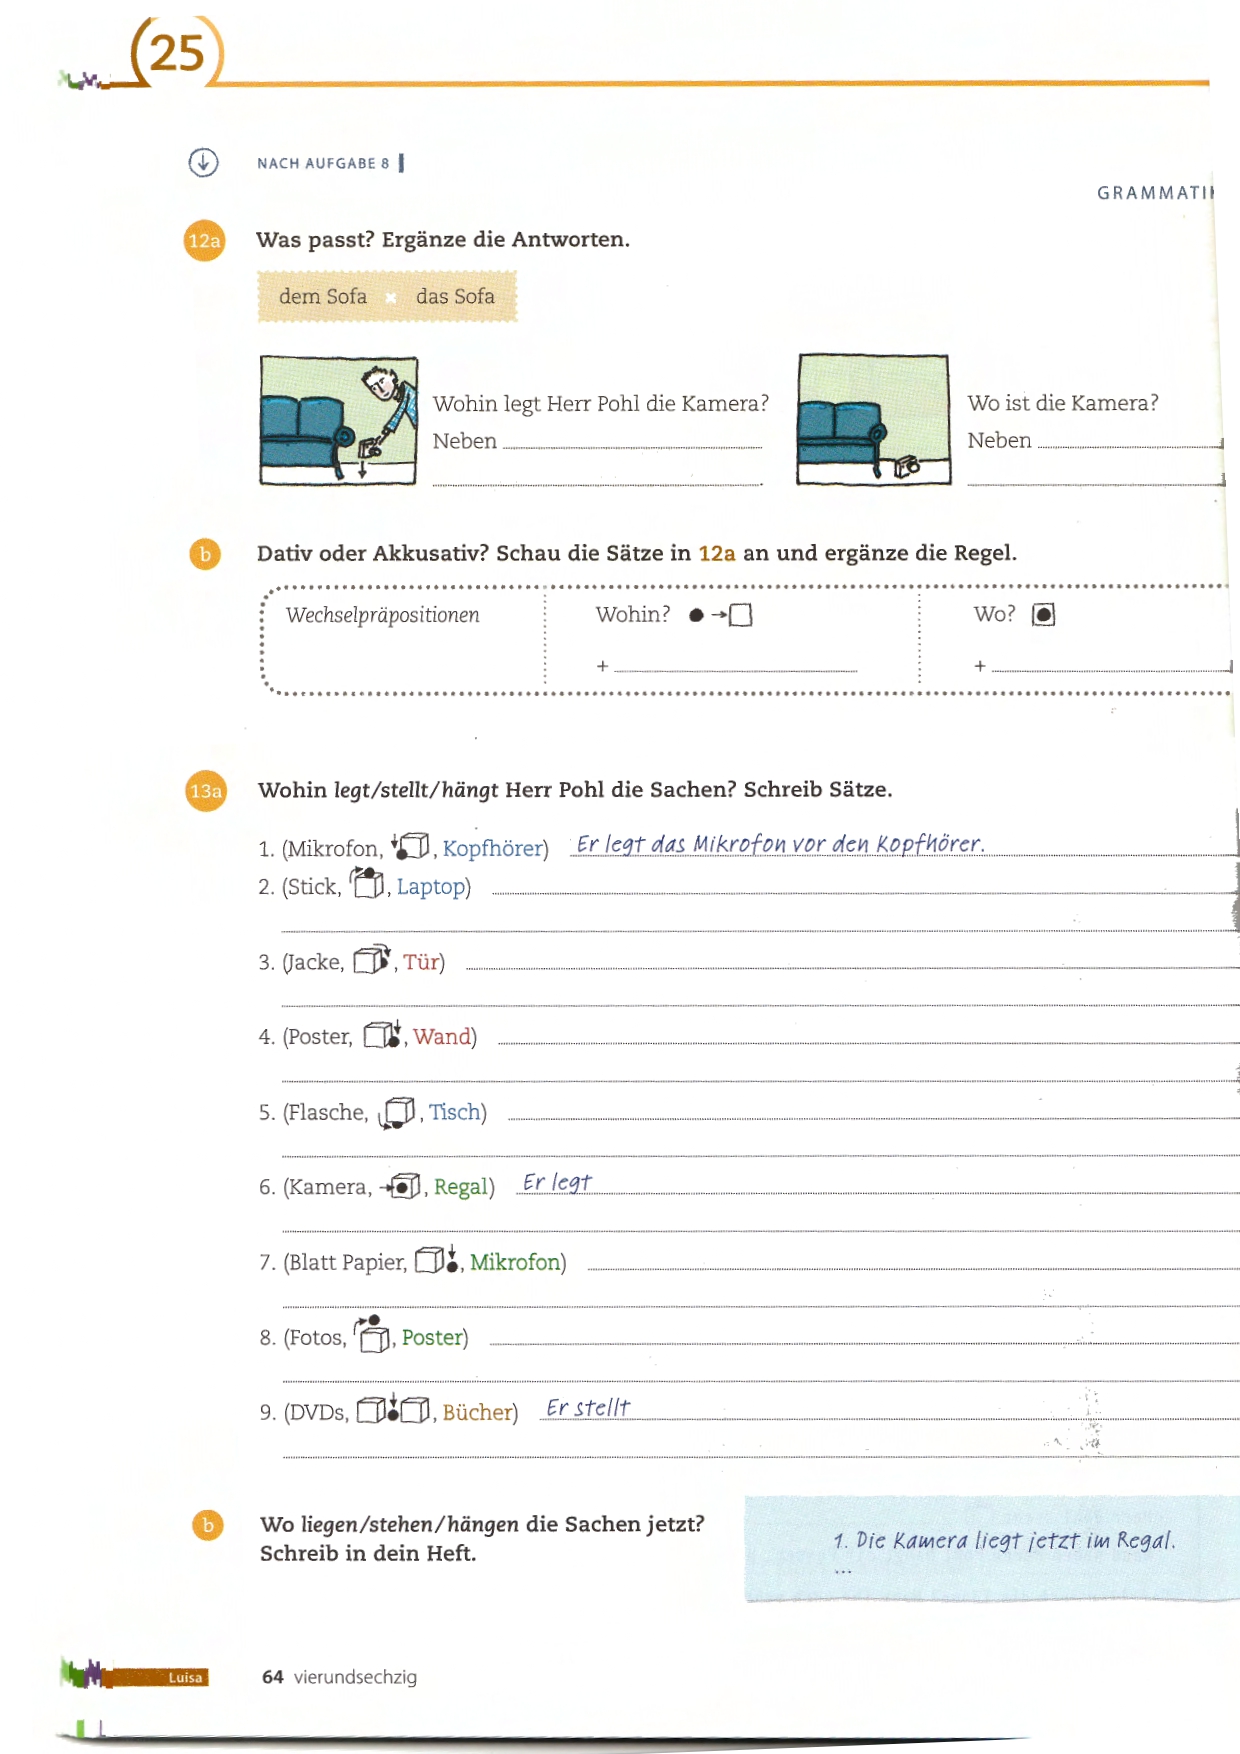 25
NACH AUFGABE 8
GRAMMATI
12a Was passt? Ergänze die Antworten.
dem Sofa × das Sofa
Wohin legt Herr Pohl die Kamera?
Neben
Wo ist die Kamera?
Neben
b Dativ oder Akkusativ? Schau die Sätze in 12a an und ergänze die Regel.
Wechselpräpositionen Wohin? Wo?
+ +
13a Wohin legt/stellt/hängt Herr Pohl die Sachen? Schreib Sätze.
1. (Mikrofon, , Kopfhörer) Er legt das Mikrofon vor den Kopfhörer.
2. (Stick, , Laptop)
3. (Jacke, , Tür)
4. (Poster, , Wand)
5. (Flasche, , Tisch)
6. (Kamera, , Regal) Er legt
7. (Blatt Papier, , Mikrofon)
8. (Fotos, , Poster)
9. (DVDs, , Bücher) Er stellt
b Wo liegen/stehen/hängen die Sachen jetzt?
Schreib in dein Heft.
1. Die Kamera liegt jetzt im Regal.
...
Luisa 64 vierundsechzig